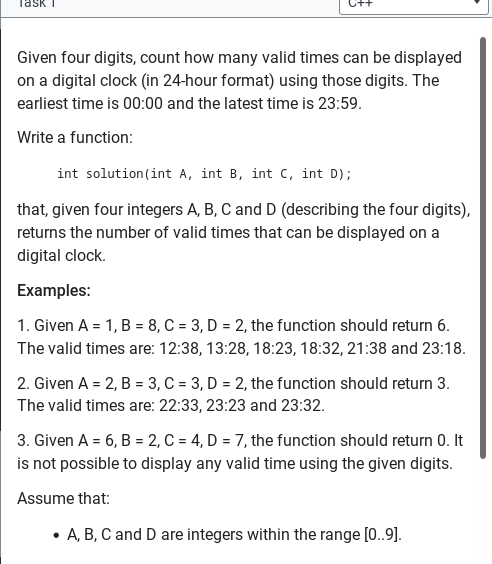 Task 1
C++
Given four digits, count how many valid times can be displayed
on a digital clock (in 24-hour format) using those digits. The
earliest time is 00:00 and the latest time is 23:59.
Write a function:
int solution(int A, int B, int C, int D);
that, given four integers A, B, C and D (describing the four digits),
returns the number of valid times that can be displayed on a
digital clock.
Examples:
1. Given A = 1, B = 8, C = 3, D = 2, the function should return 6.
The valid times are: 12:38, 13:28, 18:23, 18:32, 21:38 and 23:18.
2. Given A = 2, B = 3, C = 3, D = 2, the function should return 3.
The valid times are: 22:33, 23:23 and 23:32.
3. Given A = 6, B = 2, C = 4, D = 7, the function should return 0. It
is not possible to display any valid time using the given digits.
Assume that:
• A, B, C and D are integers within the range [0..9].